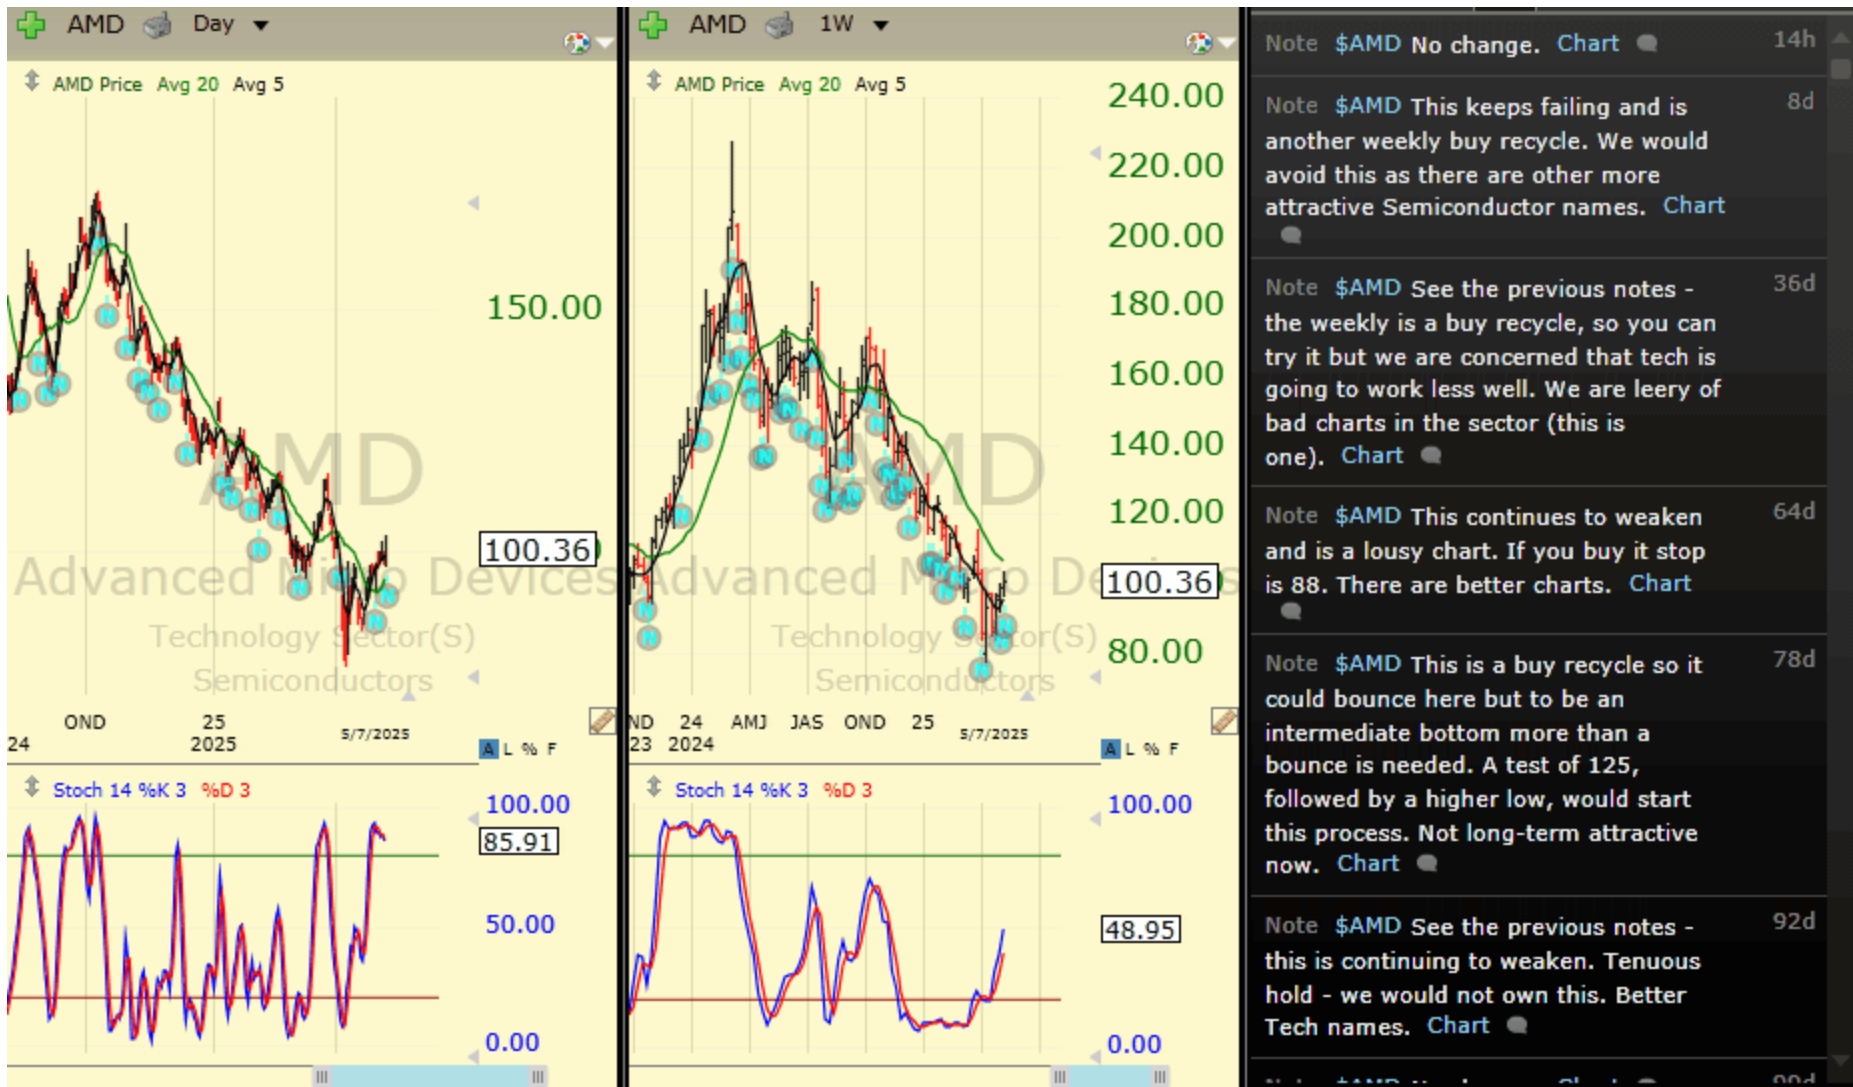 AMD Day
AMD Price Avg 20 Avg 5
150.00
100.36
AMD
Advanced Micro Devices
Technology Sector(S)
Semiconductors
OND 25 5/7/2025
24 2025
A L % F
Stoch 14 %K 3 %D 3
100.00
85.91
50.00
0.00
AMD 1W
AMD Price Avg 20 Avg 5
240.00
220.00
200.00
180.00
160.00
140.00
120.00
100.36
80.00
AMD
Advanced Micro Devices
Technology Sector(S)
Semiconductors
ND 24 AMJ JAS OND 25 5/7/2025
23 2024
A L % F
Stoch 14 %K 3 %D 3
100.00
48.95
0.00
Note $AMD No change. Chart 14h
Note $AMD This keeps failing and is 8d
another weekly buy recycle. We would
avoid this as there are other more
attractive Semiconductor names. Chart
Note $AMD See the previous notes - 36d
the weekly is a buy recycle, so you can
try it but we are concerned that tech is
going to work less well. We are leery of
bad charts in the sector (this is
one). Chart
Note $AMD This continues to weaken 64d
and is a lousy chart. If you buy it stop
is 88. There are better charts. Chart
Note $AMD This is a buy recycle so it 78d
could bounce here but to be an
intermediate bottom more than a
bounce is needed. A test of 125,
followed by a higher low, would start
this process. Not long-term attractive
now. Chart
Note $AMD See the previous notes - 92d
this is continuing to weaken. Tenuous
hold - we would not own this. Better
Tech names. Chart